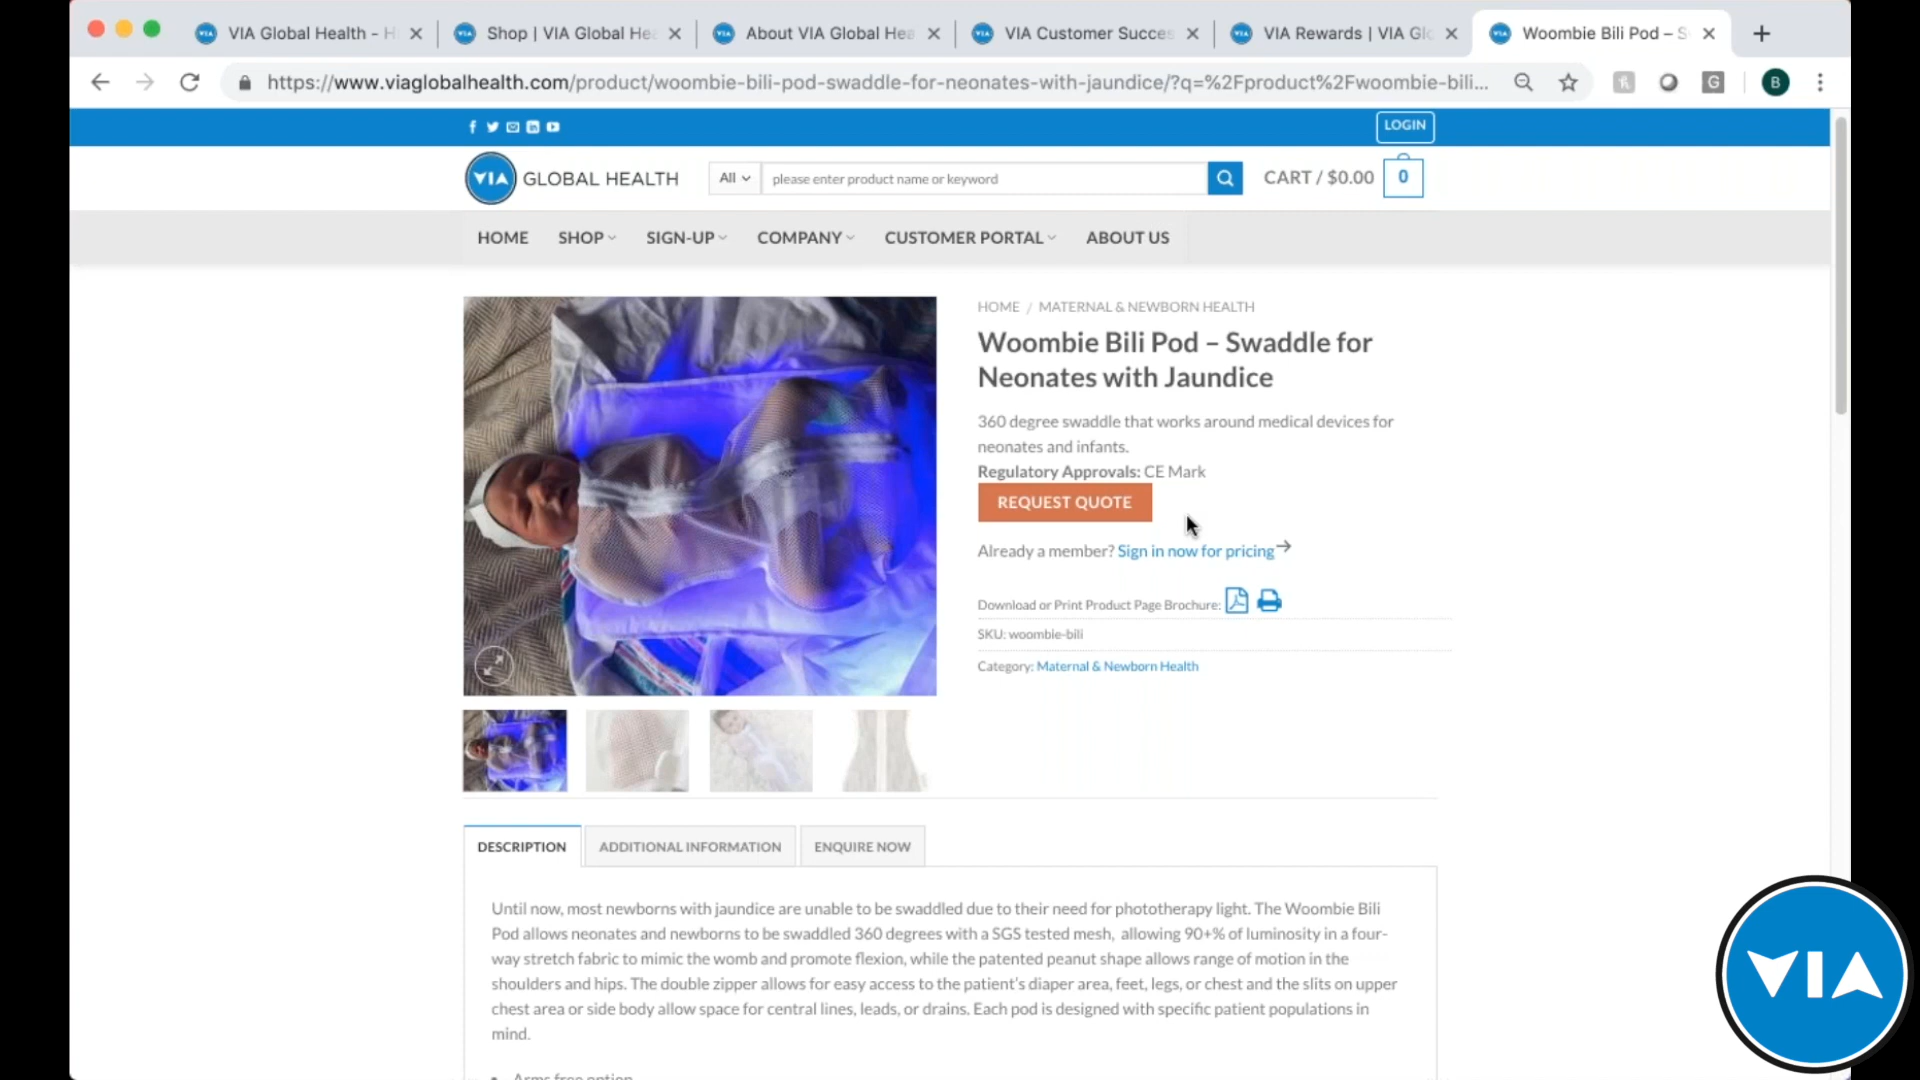 VIA Global Health - H
Shop | VIA Global Hea
About VIA Global Hea
VIA Customer Succes
VIA Rewards | VIA Glo
Woombie Bili Pod – S
https://www.viaglobalhealth.com/product/woombie-bili-pod-swaddle-for-neonates-with-jaundice/?q=%2Fproduct%2Fwoombie-bili...
G
B
LOGIN
VIA GLOBAL HEALTH
All
please enter product name or keyword
CART / $0.00
0
HOME
SHOP
SIGN-UP
COMPANY
CUSTOMER PORTAL
ABOUT US
HOME / MATERNAL & NEWBORN HEALTH
Woombie Bili Pod – Swaddle for
Neonates with Jaundice
360 degree swaddle that works around medical devices for
neonates and infants.
Regulatory Approvals: CE Mark
REQUEST QUOTE
Already a member? Sign in now for pricing
Download or Print Product Page Brochure:
SKU: woombie-bili
Category: Maternal & Newborn Health
DESCRIPTION
ADDITIONAL INFORMATION
ENQUIRE NOW
Until now, most newborns with jaundice are unable to be swaddled due to their need for phototherapy light. The Woombie Bili
Pod allows neonates and newborns to be swaddled 360 degrees with a SGS tested mesh, allowing 90+% of luminosity in a four-
way stretch fabric to mimic the womb and promote flexion, while the patented peanut shape allows range of motion in the
shoulders and hips. The double zipper allows for easy access to the patient's diaper area, feet, legs, or chest and the slits on upper
chest area or side body allow space for central lines, leads, or drains. Each pod is designed with specific patient populations in
mind.
Arms free option
VIA